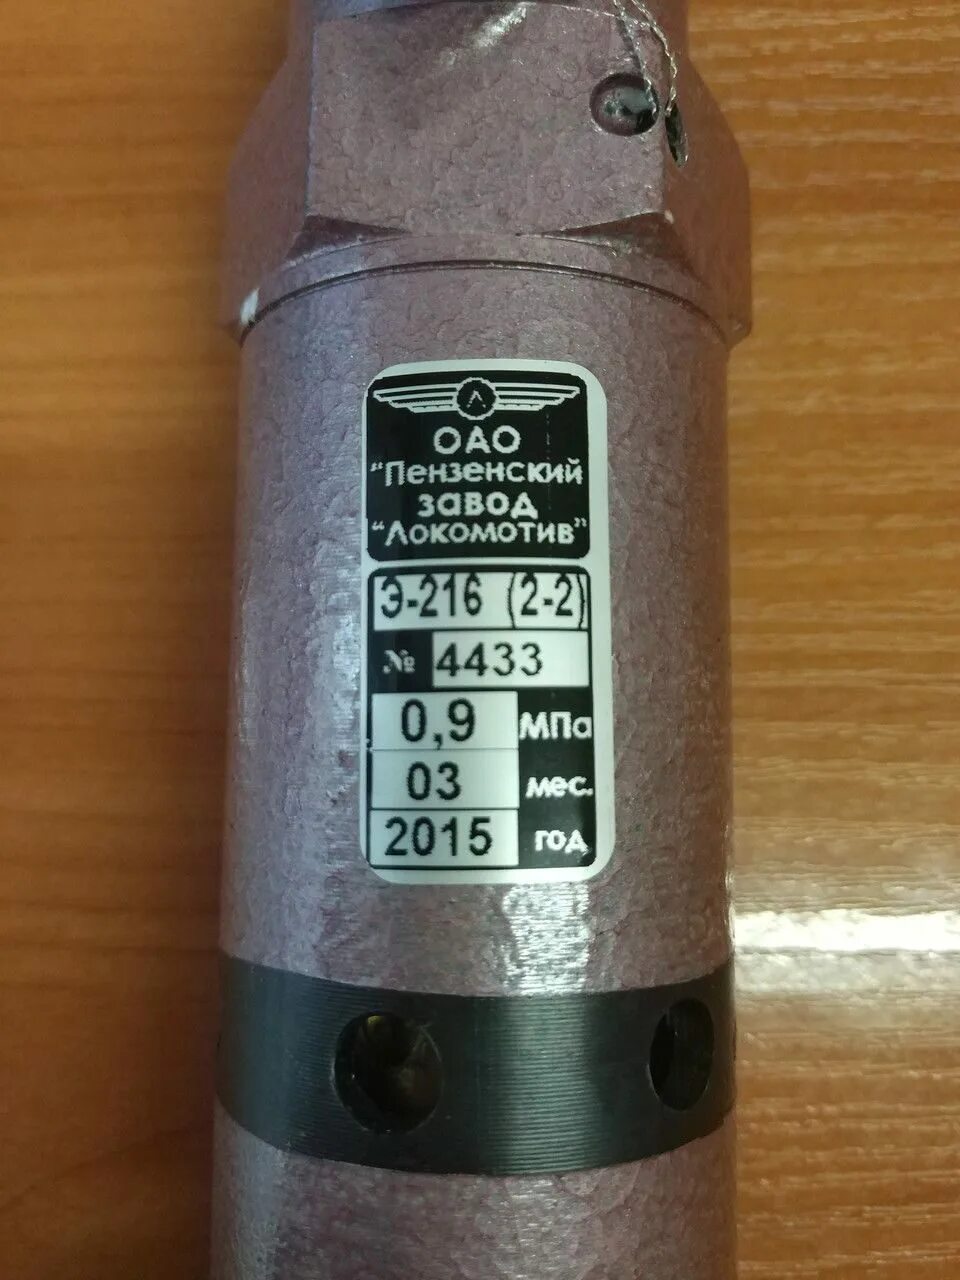 Л
ОАО
"Пензенский
завод
"Локомотив"
Э-216 (2-2)
№ 4433
0,9 МПа
03 мес.
2015 год